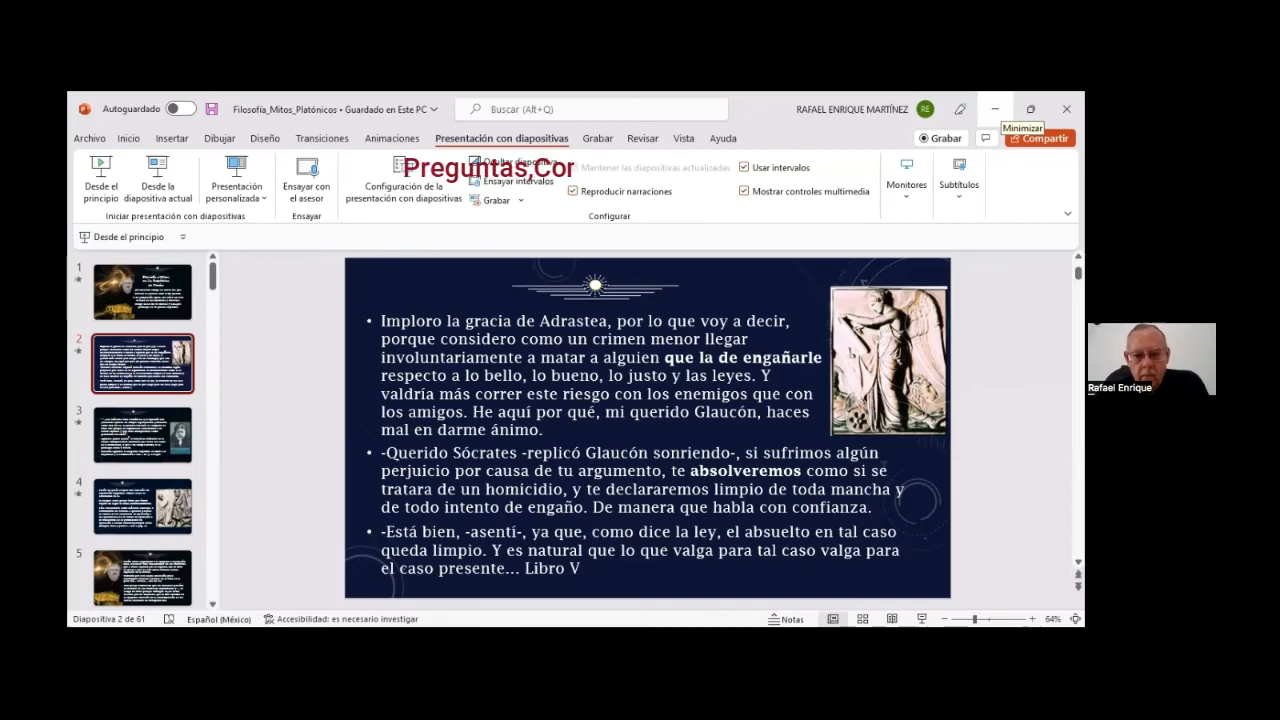 Autoguardado
Filosofía_Mitos_Platónicos • Guardado en Este PC
Buscar (Alt+Q)
RAFAEL ENRIQUE MARTÍNEZ
RE
Minimizar
Archivo Inicio Insertar Dibujar Diseño Transiciones Animaciones Presentación con diapositivas Grabar Revisar Vista Ayuda
Grabar
Compartir
Preguntas,Cor
Desde el principio
Desde la diapositiva actual
Presentación personalizada
Ensayar con el asesor
Configuración de la presentación con diapositivas
Ocultar diapositiva
Ensayar intervalos
Grabar
Mantener las diapositivas actualizadas
Reproducir narraciones
Usar intervalos
Mostrar controles multimedia
Monitores
Subtítulos
Iniciar presentación con diapositivas
Ensayar
Configurar
Desde el principio
1
2
3
4
5
• Imploro la gracia de Adrastea, por lo que voy a decir,
porque considero como un crimen menor llegar
involuntariamente a matar a alguien que la de engañarle
respecto a lo bello, lo bueno, lo justo y las leyes. Y
valdría más correr este riesgo con los enemigos que con
los amigos. He aquí por qué, mi querido Glaucón, haces
mal en darme ánimo.
• -Querido Sócrates -replicó Glaucón sonriendo-, si sufrimos algún
perjuicio por causa de tu argumento, te absolveremos como si se
tratara de un homicidio, y te declararemos limpio de toda mancha y
de todo intento de engaño. De manera que habla con confianza.
• -Está bien, -asentí-, ya que, como dice la ley, el absuelto en tal caso
queda limpio. Y es natural que lo que valga para tal caso valga para
el caso presente... Libro V
Rafael Enrique
Diapositiva 2 de 61
Español (México)
Accesibilidad: es necesario investigar
Notas
64%